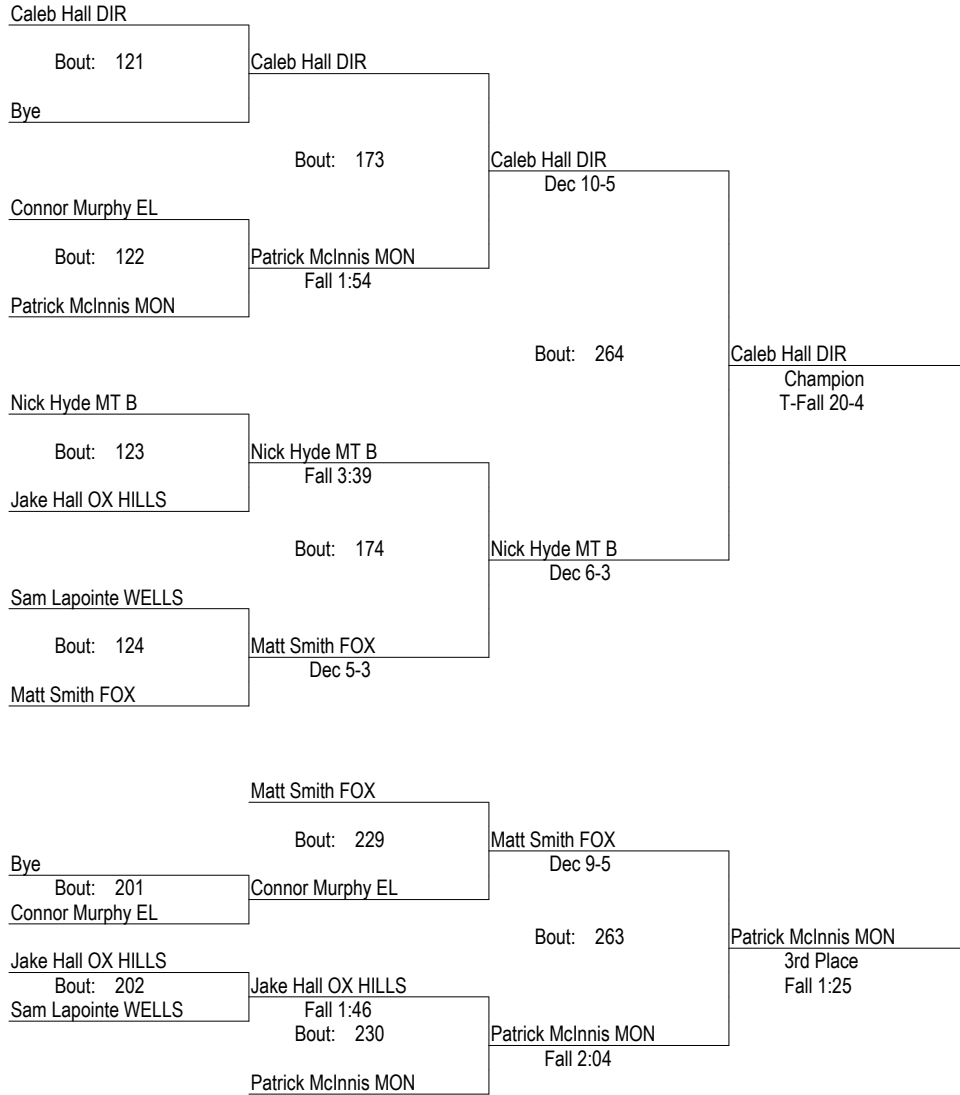 Caleb Hall DIR
Bout: 121
Caleb Hall DIR
Bye
Bout: 173
Caleb Hall DIR
Dec 10-5
Connor Murphy EL
Bout: 122
Patrick McInnis MON
Fall 1:54
Patrick McInnis MON
Bout: 264
Caleb Hall DIR
Champion
T-Fall 20-4
Nick Hyde MT B
Bout: 123
Nick Hyde MT B
Fall 3:39
Jake Hall OX HILLS
Bout: 174
Nick Hyde MT B
Dec 6-3
Sam Lapointe WELLS
Bout: 124
Matt Smith FOX
Dec 5-3
Matt Smith FOX
Matt Smith FOX
Bout: 229
Matt Smith FOX
Dec 9-5
Bye
Bout: 201
Connor Murphy EL
Connor Murphy EL
Bout: 263
Patrick McInnis MON
3rd Place
Fall 1:25
Jake Hall OX HILLS
Bout: 202
Jake Hall OX HILLS
Sam Lapointe WELLS
Fall 1:46
Bout: 230
Patrick McInnis MON
Fall 2:04
Patrick McInnis MON